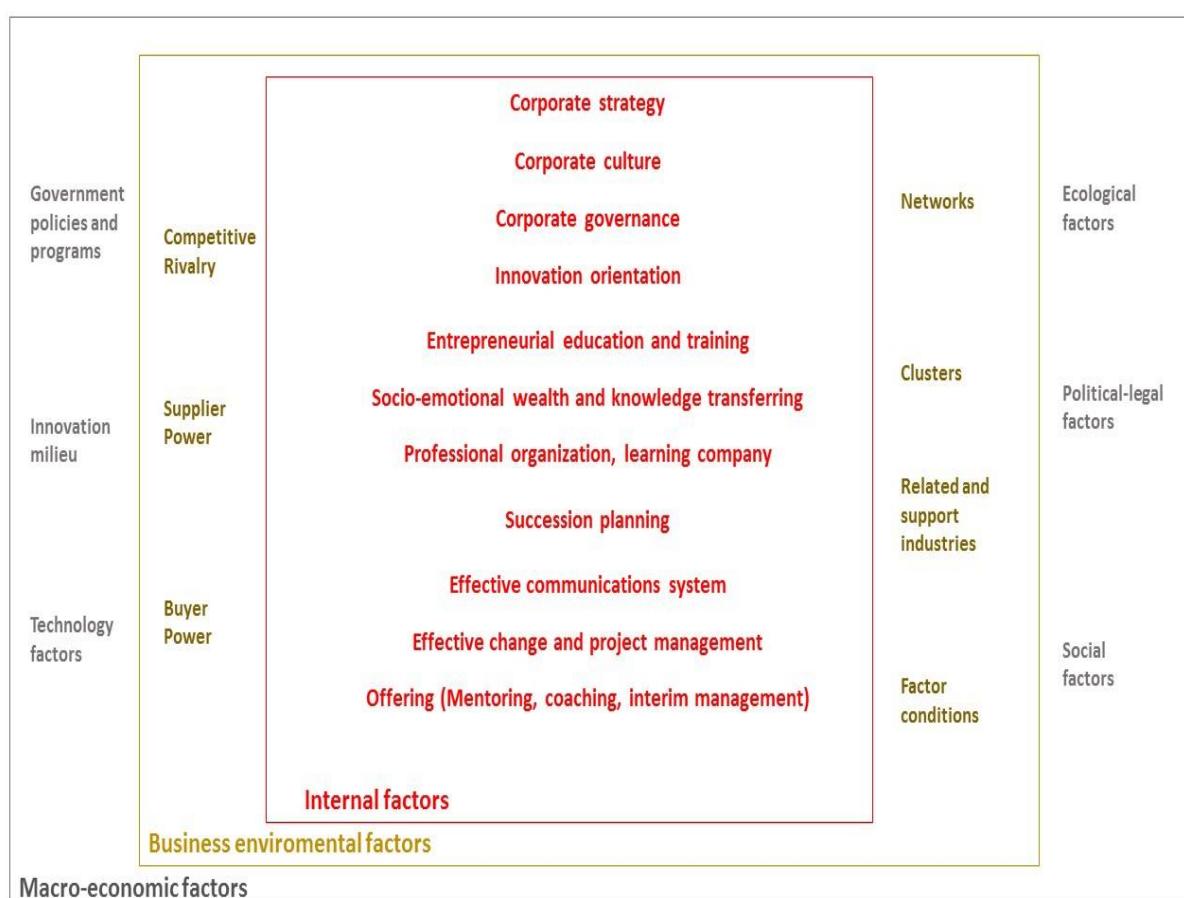 Corporate strategy
Corporate culture
Corporate governance
Innovation orientation
Entrepreneurial education and training
Socio-emotional wealth and knowledge transferring
Professional organization, learning company
Succession planning
Effective communications system
Effective change and project management
Offering (Mentoring, coaching, interim management)
Internal factors
Competitive
Rivalry
Supplier
Power
Buyer
Power
Networks
Clusters
Related and
support
industries
Factor
conditions
Business enviromental factors
Government
policies and
programs
Innovation
milieu
Technology
factors
Ecological
factors
Political-legal
factors
Social
factors
Macro-economic factors